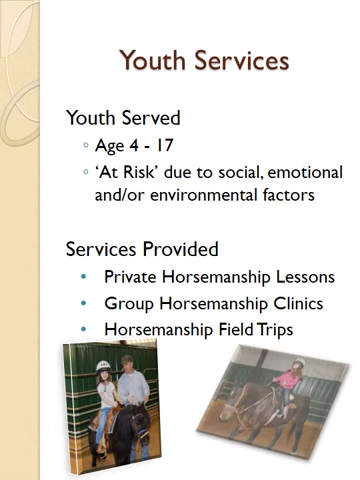 Youth Services
Youth Served
◦ Age 4 - 17
◦ ‘At Risk’ due to social, emotional
and/or environmental factors
Services Provided
• Private Horsemanship Lessons
• Group Horsemanship Clinics
• Horsemanship Field Trips